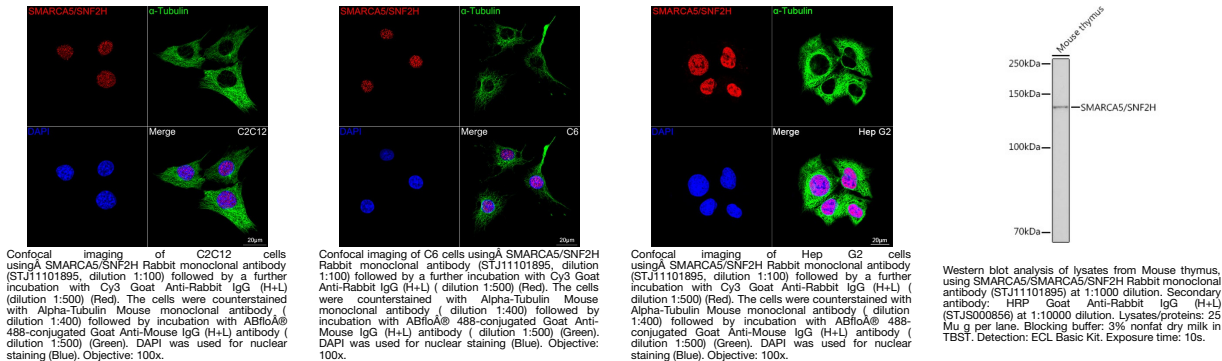 SMARCA5/SNF2H
α-Tubulin
DAPI
Merge
C2C12
20μm
Confocal imaging of C2C12 cells
usingÂ SMARCA5/SNF2H Rabbit monoclonal antibody
(STJ11101895, dilution 1:100) followed by a further
incubation with Cy3 Goat Anti-Rabbit IgG (H+L)
(dilution 1:500) (Red). The cells were counterstained
with Alpha-Tubulin Mouse monoclonal antibody (
dilution 1:400) followed by incubation with ABfloÂ®
488-conjugated Goat Anti-Mouse IgG (H+L) antibody (
dilution 1:500) (Green). DAPI was used for nuclear
staining (Blue). Objective: 100x.
SMARCA5/SNF2H
α-Tubulin
DAPI
Merge
C6
20μm
Confocal imaging of C6 cells usingÂ SMARCA5/SNF2H
Rabbit monoclonal antibody (STJ11101895, dilution
1:100) followed by a further incubation with Cy3 Goat
Anti-Rabbit IgG (H+L) ( dilution 1:500) (Red). The cells
were counterstained with Alpha-Tubulin Mouse
monoclonal antibody ( dilution 1:400) followed by
incubation with ABfloÂ® 488-conjugated Goat Anti-
Mouse IgG (H+L) antibody ( dilution 1:500) (Green).
DAPI was used for nuclear staining (Blue). Objective:
100x.
SMARCA5/SNF2H
α-Tubulin
DAPI
Merge
Hep G2
20μm
Confocal imaging of Hep G2 cells
usingÂ SMARCA5/SNF2H Rabbit monoclonal antibody
(STJ11101895, dilution 1:100) followed by a further
incubation with Cy3 Goat Anti-Rabbit IgG (H+L) (
dilution 1:500) (Red). The cells were counterstained with
Alpha-Tubulin Mouse monoclonal antibody ( dilution
1:400) followed by incubation with ABfloÂ® 488-
conjugated Goat Anti-Mouse IgG (H+L) antibody (
dilution 1:500) (Green). DAPI was used for nuclear
staining (Blue). Objective: 100x.
Mouse thymus
250kDa
150kDa
SMARCA5/SNF2H
100kDa
70kDa
Western blot analysis of lysates from Mouse thymus,
using SMARCA5/SMARCA5/SNF2H Rabbit monoclonal
antibody (STJ11101895) at 1:1000 dilution. Secondary
antibody: HRP Goat Anti-Rabbit IgG (H+L)
(STJS000856) at 1:10000 dilution. Lysates/proteins: 25
Mu g per lane. Blocking buffer: 3% nonfat dry milk in
TBST. Detection: ECL Basic Kit. Exposure time: 10s.